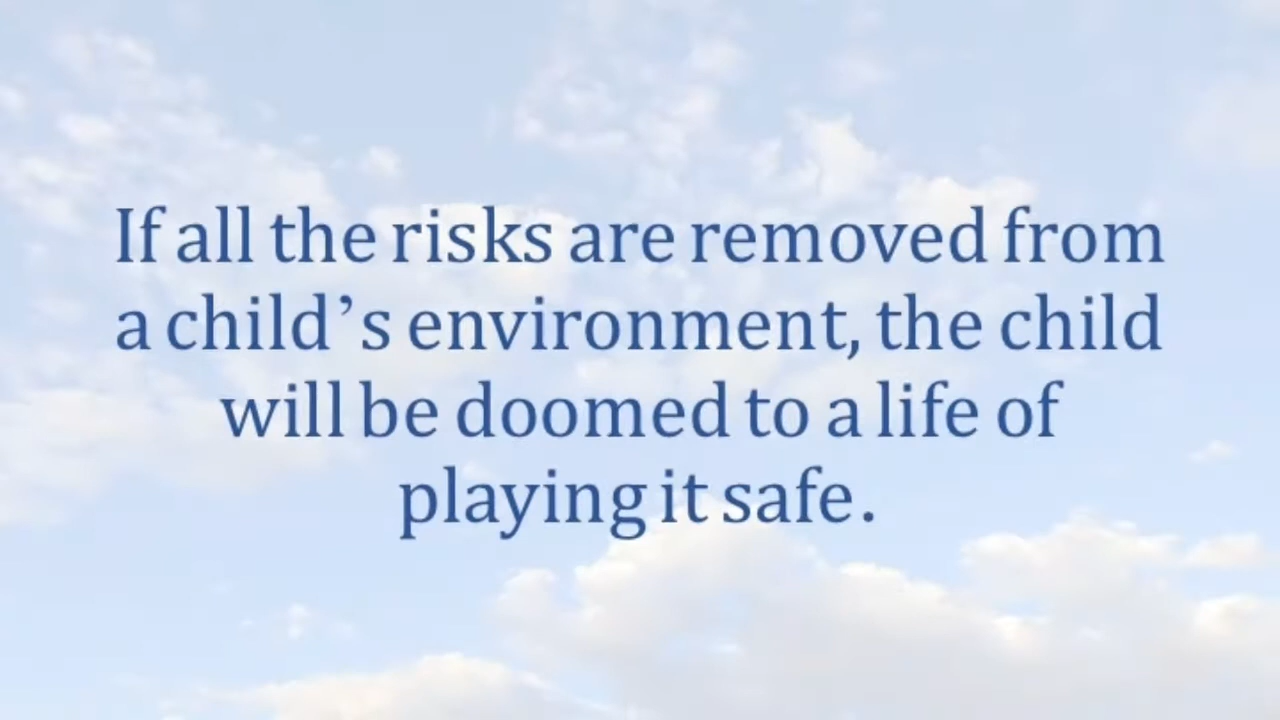 If all the risks are removed from
a child’s environment, the child
will be doomed to a life of
playing it safe.